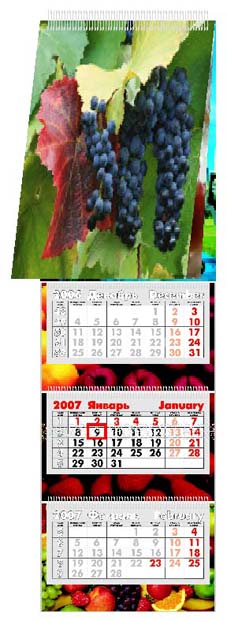 2006 Декабрь December
1 2 3
4 5 6 7 8 9 10
11 12 13 14 15 16 17
18 19 20 21 22 23 24
25 26 27 28 29 30 31
2007 Январь January
1 2 3 4 5 6 7
8 9 10 11 12 13 14
15 16 17 18 19 20 21
22 23 24 25 26 27 28
29 30 31
2007 Февраль February
1 2 3 4
5 6 7 8 9 10 11
12 13 14 15 16 17 18
19 20 21 22 23 24 25
26 27 28